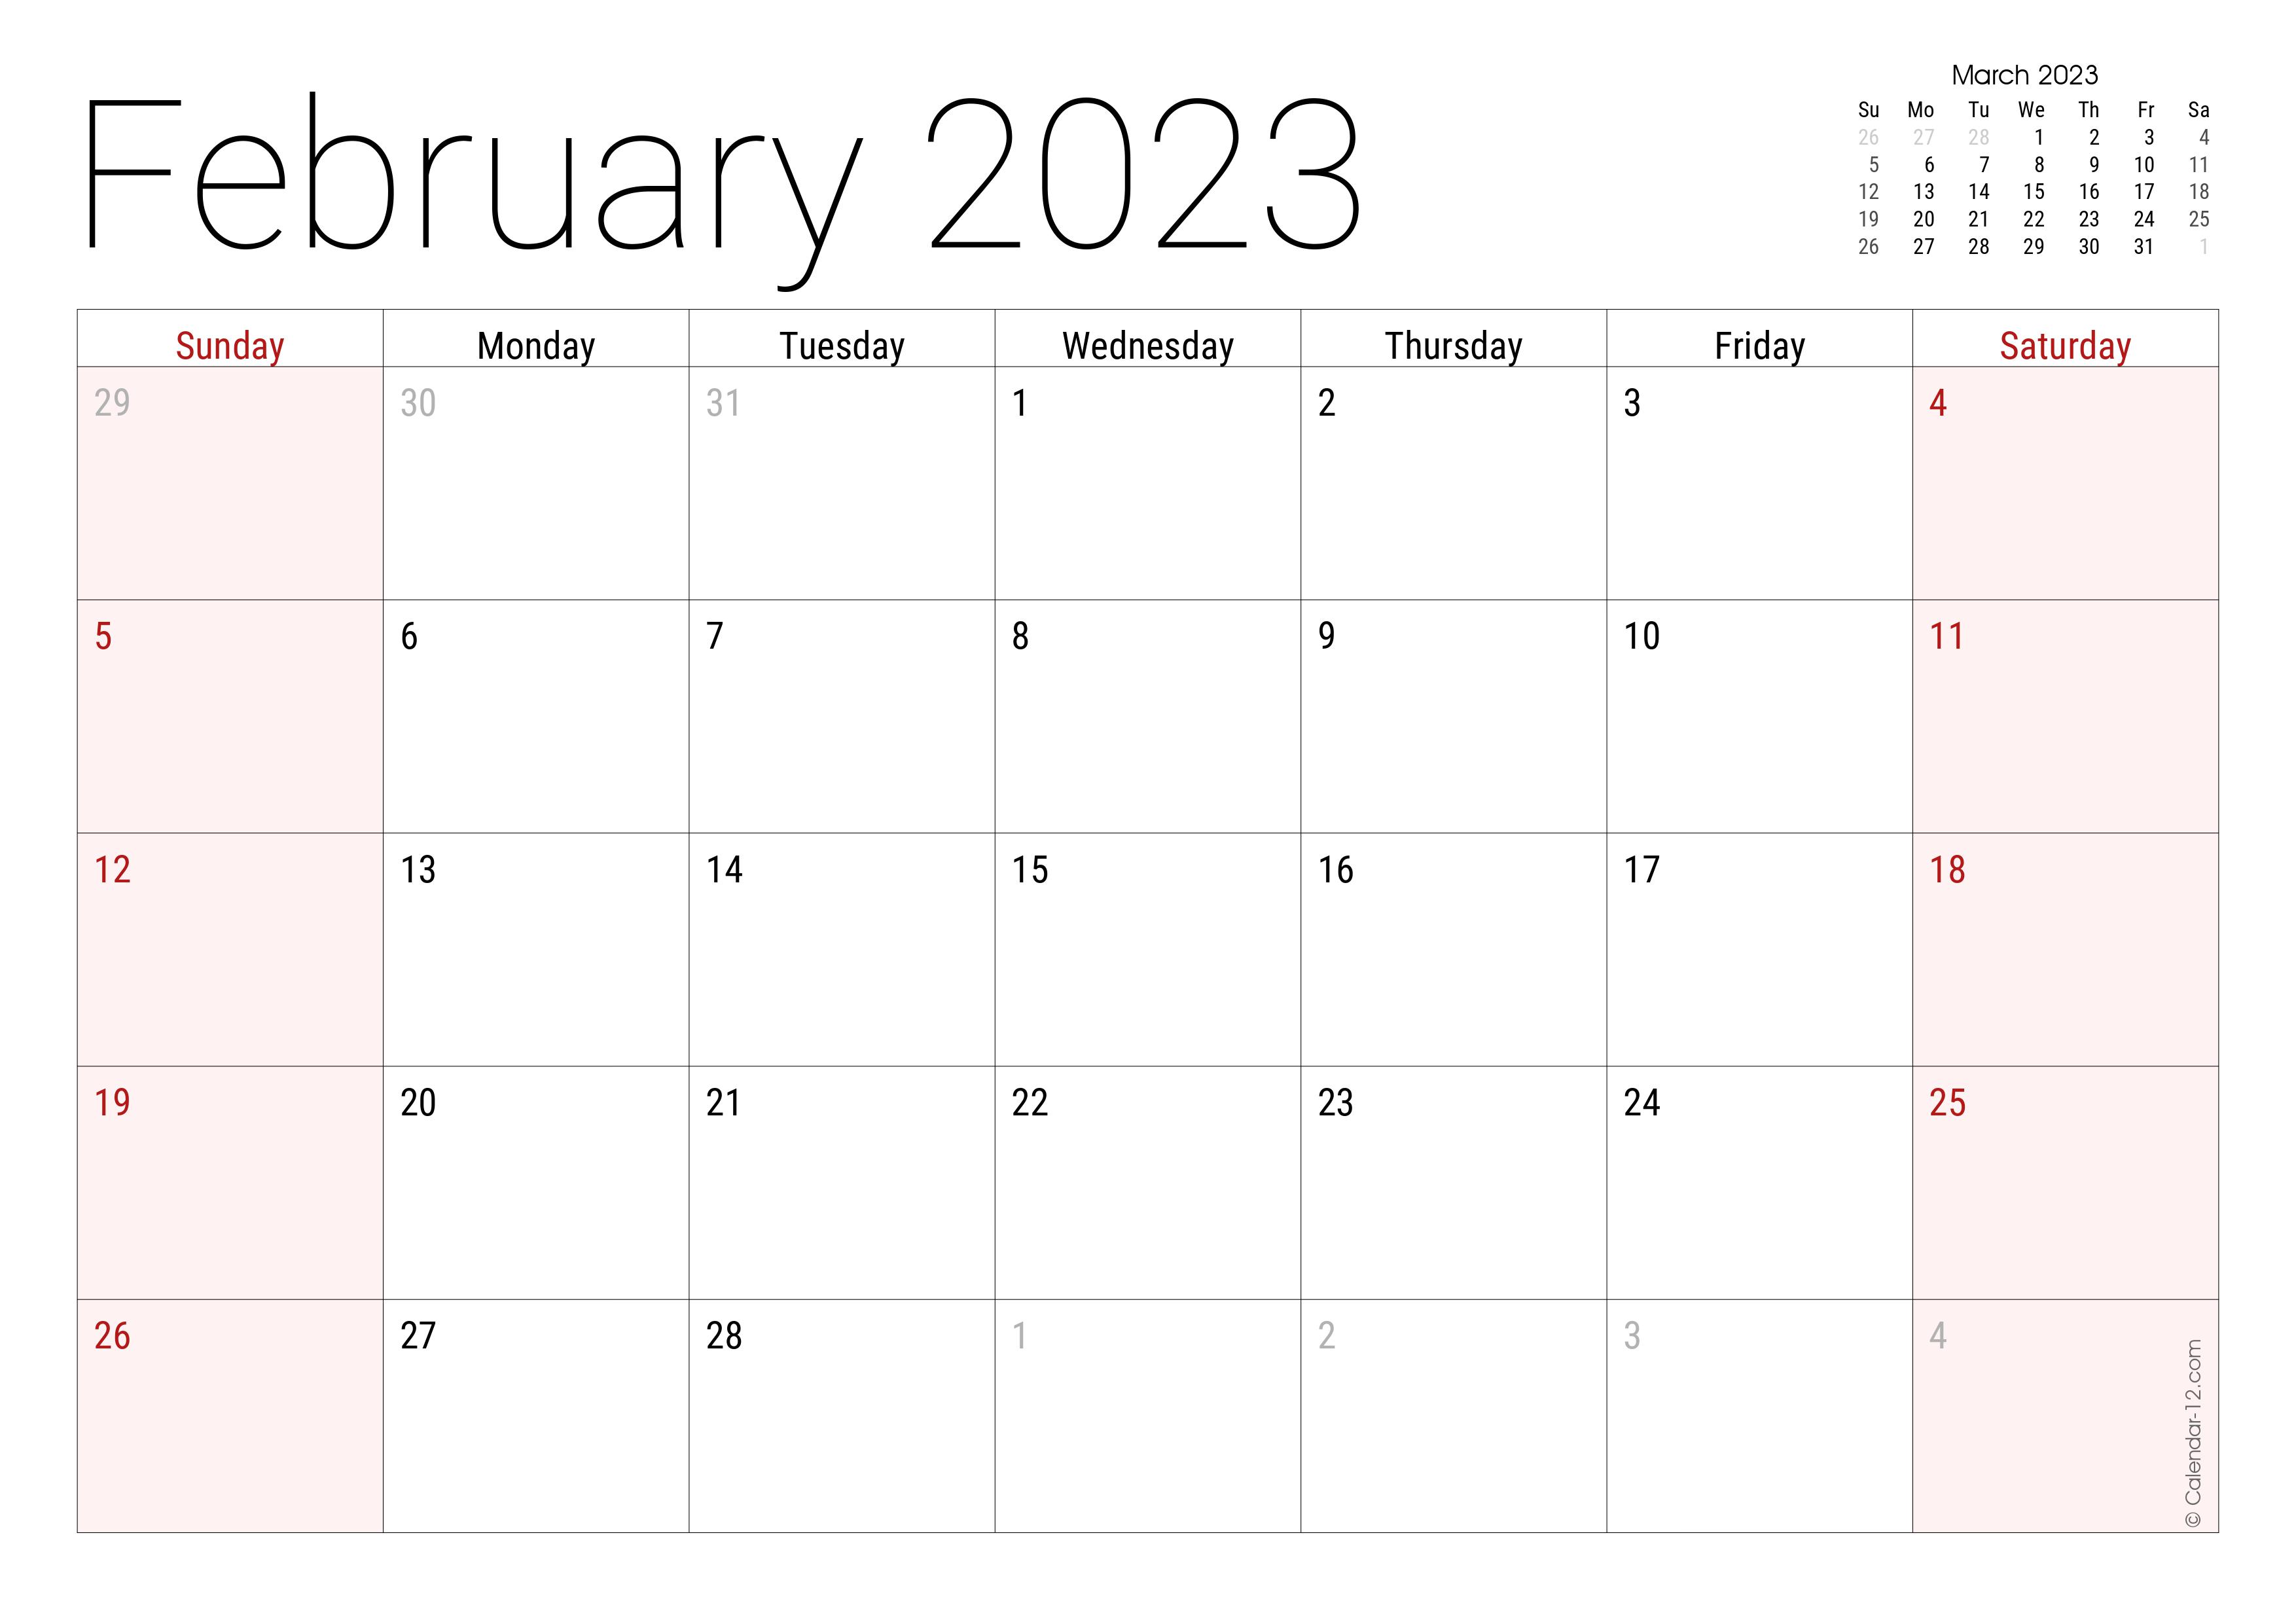 February 2023
March 2023
Su Mo Tu We Th Fr Sa
26 27 28 1 2 3 4
5 6 7 8 9 10 11
12 13 14 15 16 17 18
19 20 21 22 23 24 25
26 27 28 29 30 31 1
Sunday Monday Tuesday Wednesday Thursday Friday Saturday
29 30 31 1 2 3 4
5 6 7 8 9 10 11
12 13 14 15 16 17 18
19 20 21 22 23 24 25
26 27 28 1 2 3 4
© Calendar-12.com